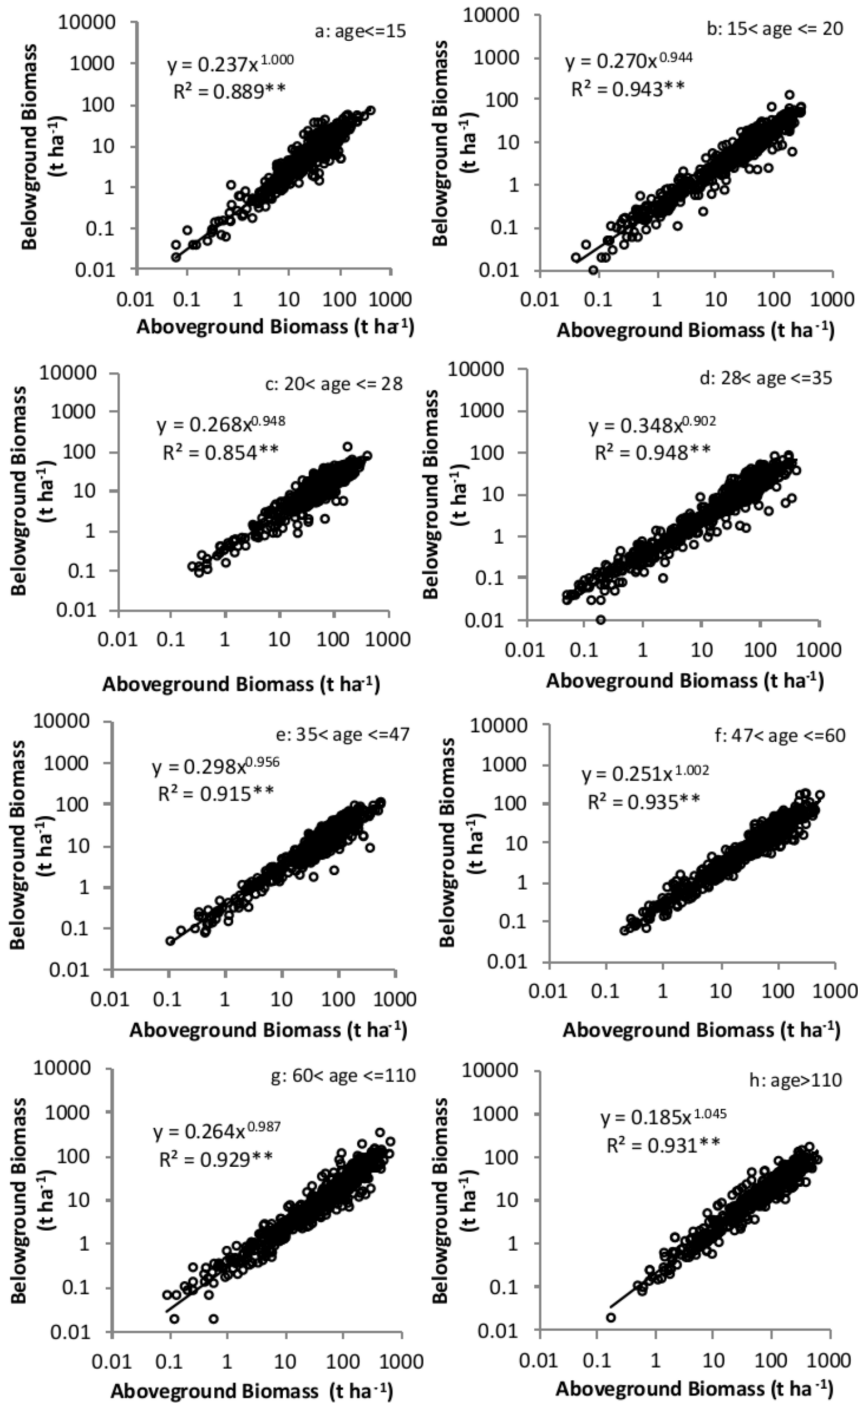 a: age<=15
y = 0.237x^1.000
R² = 0.889**
10000
1000
100
10
1
0.1
0.01
Belowground Biomass
(t ha⁻¹)
0.01 0.1 1 10 100 1000
Aboveground Biomass (t ha⁻¹)
b: 15< age <= 20
y = 0.270x^0.944
R² = 0.943**
10000
1000
100
10
1
0.1
0.01
Belowground Biomass
(t ha⁻¹)
0.01 0.1 1 10 100 1000
Aboveground Biomass (t ha⁻¹)
c: 20< age <= 28
y = 0.268x^0.948
R² = 0.854**
10000
1000
100
10
1
0.1
0.01
Belowground Biomass
(t ha⁻¹)
0.01 0.1 1 10 100 1000
Aboveground Biomass (t ha⁻¹)
d: 28< age <=35
y = 0.348x^0.902
R² = 0.948**
10000
1000
100
10
1
0.1
0.01
Belowground Biomass
(t ha⁻¹)
0.01 0.1 1 10 100 1000
Aboveground Biomass (t ha⁻¹)
e: 35< age <=47
y = 0.298x^0.956
R² = 0.915**
10000
1000
100
10
1
0.1
0.01
Belowground Biomass
(t ha⁻¹)
0.01 0.1 1 10 100 1000
Aboveground Biomass (t ha⁻¹)
f: 47< age <=60
y = 0.251x^1.002
R² = 0.935**
10000
1000
100
10
1
0.1
0.01
Belowground Biomass
(t ha⁻¹)
0.01 0.1 1 10 100 1000
Aboveground Biomass (t ha⁻¹)
g: 60< age <=110
y = 0.264x^0.987
R² = 0.929**
10000
1000
100
10
1
0.1
0.01
Belowground Biomass
(t ha⁻¹)
0.01 0.1 1 10 100 1000
Aboveground Biomass (t ha⁻¹)
h: age>110
y = 0.185x^1.045
R² = 0.931**
10000
1000
100
10
1
0.1
0.01
Belowground Biomass
(t ha⁻¹)
0.01 0.1 1 10 100 1000
Aboveground Biomass (t ha⁻¹)